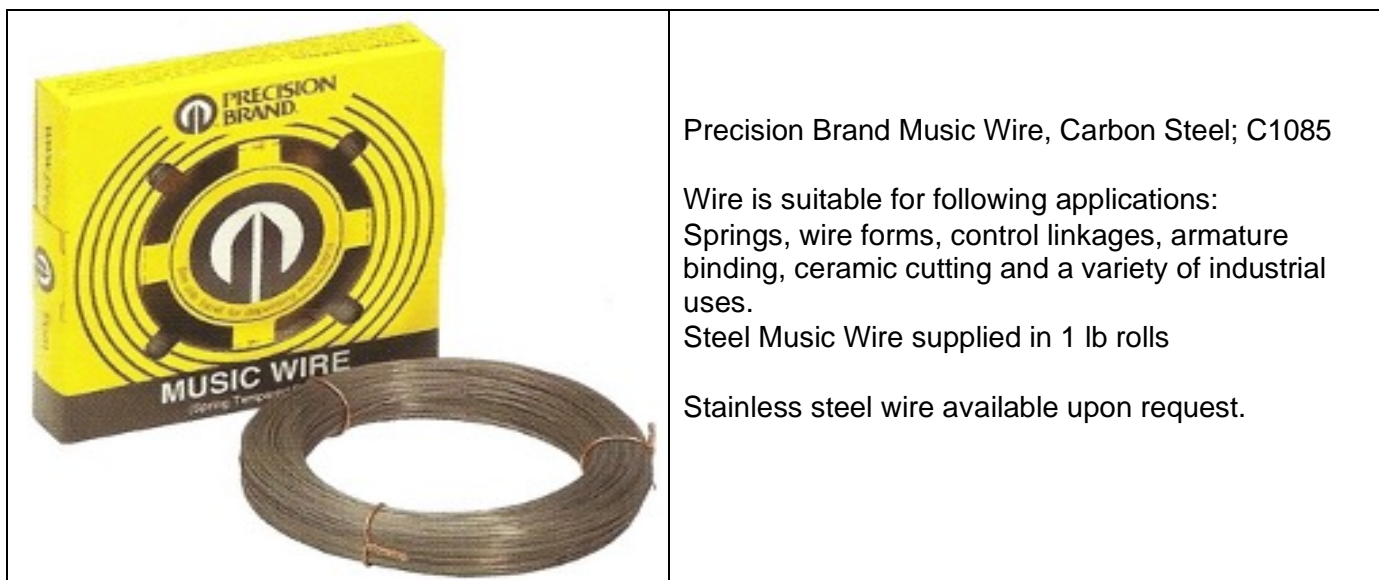 PRECISION
BRAND
MUSIC WIRE
Precision Brand Music Wire, Carbon Steel; C1085
Wire is suitable for following applications:
Springs, wire forms, control linkages, armature
binding, ceramic cutting and a variety of industrial
uses.
Steel Music Wire supplied in 1 lb rolls
Stainless steel wire available upon request.